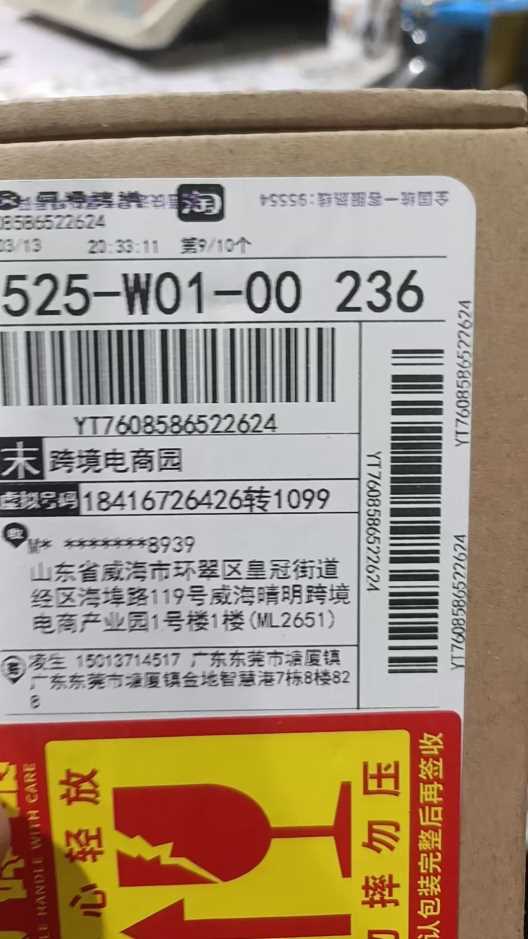 全国统一客服热线:95554
淘
08586522624
03/13 20:33:11 第9/10个
525-W01-00 236
YT7608586522624
YT7608586522624
YT7608586522624
YT7608586522624
末 跨境电商园
虚拟号码 18416726426转1099
收
M* *******8939
山东省威海市环翠区皇冠街道
经区海埠路119号威海晴明跨境
电商产业园1号楼1楼(ML2651)
寄 凌生 15013714517 广东东莞市塘厦镇
广东东莞市塘厦镇金地智慧港7栋8楼82
8
HANDLE WITH CARE
心轻放
摔勿压
认包装完整后再签收